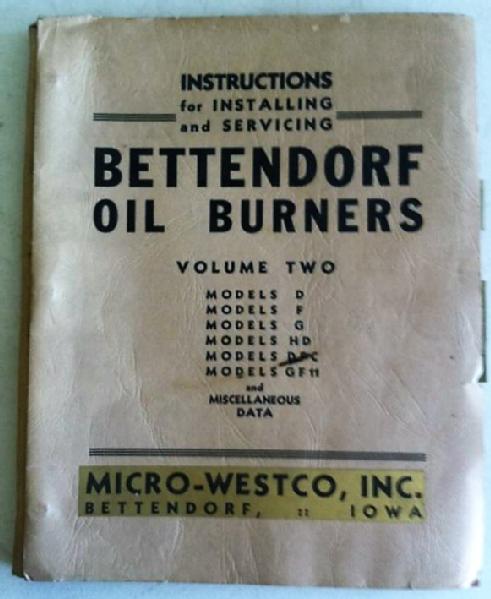 INSTRUCTIONS
for INSTALLING
and SERVICING
BETTENDORF
OIL BURNERS
VOLUME TWO
MODELS D
MODELS F
MODELS G
MODELS HD
MODELS DPC
MODELS GF11
and
MISCELLANEOUS
DATA
MICRO-WESTCO, INC.
BETTENDORF, :: IOWA